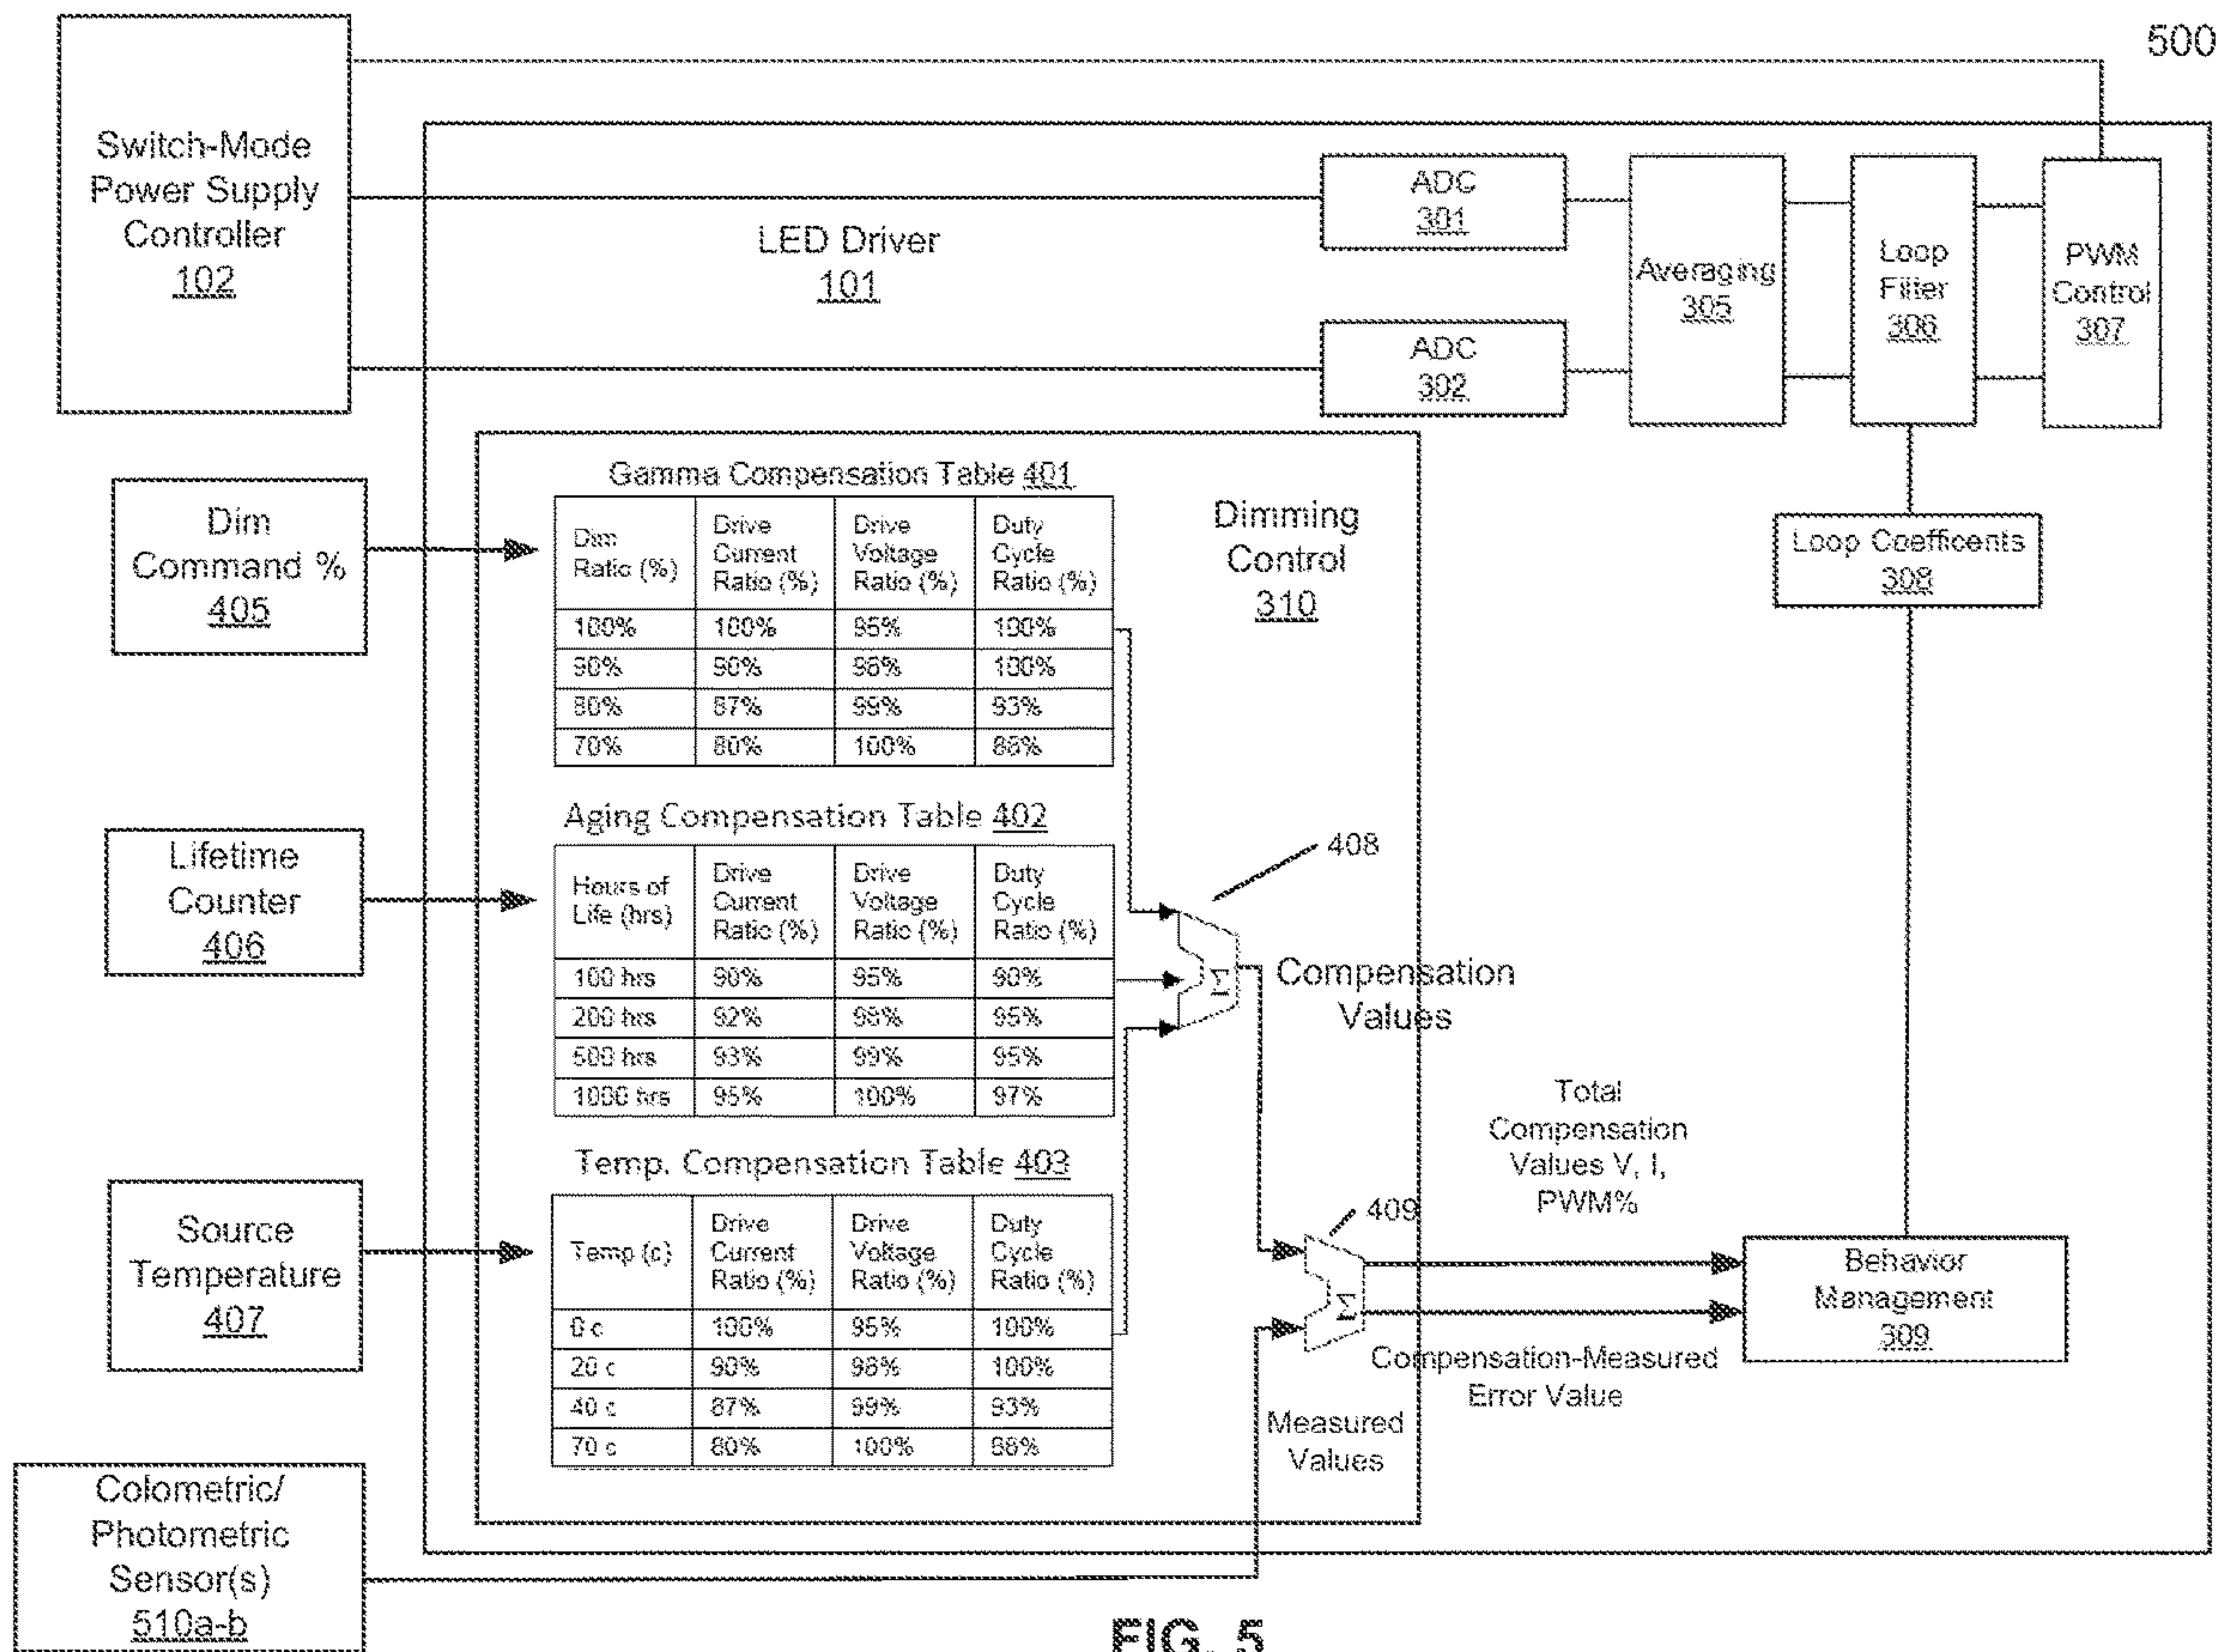 500
Switch-Mode
Power Supply
Controller
102
LED Driver
101
ADC
301
ADC
302
Averaging
305
Loop
Filter
306
PWM
Control
307
Loop Coefficents
308
Dim
Command %
405
Gamma Compensation Table 401
Dim Ratio (%) Drive Current Ratio (%) Drive Voltage Ratio (%) Duty Cycle Ratio (%)
100% 100% 95% 100%
90% 90% 98% 100%
80% 87% 99% 93%
70% 80% 100% 88%
Dimming
Control
310
Lifetime
Counter
406
Aging Compensation Table 402
Hours of Life (hrs) Drive Current Ratio (%) Drive Voltage Ratio (%) Duty Cycle Ratio (%)
100 hrs 90% 95% 90%
200 hrs 92% 98% 95%
500 hrs 93% 99% 95%
1000 hrs 95% 100% 97%
408
Σ
Compensation
Values
Source
Temperature
407
Temp. Compensation Table 403
Temp (c) Drive Current Ratio (%) Drive Voltage Ratio (%) Duty Cycle Ratio (%)
0 c 100% 95% 100%
20 c 90% 98% 100%
40 c 87% 99% 93%
70 c 80% 100% 88%
409
Σ
Total
Compensation
Values V, I,
PWM%
Behavior
Management
309
Compensation-Measured
Error Value
Measured
Values
Colometric/
Photometric
Sensor(s)
510a-b
FIG. 5